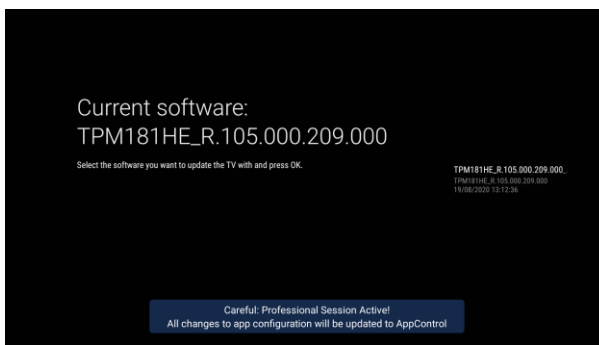 Current software:
TPM181HE_R.105.000.209.000
Select the software you want to update the TV with and press OK.
TPM181HE_R.105.000.209.000_
TPM181HE_R.105.000.209.000
19/08/2020 13:12:36
Careful: Professional Session Active!
All changes to app configuration will be updated to AppControl